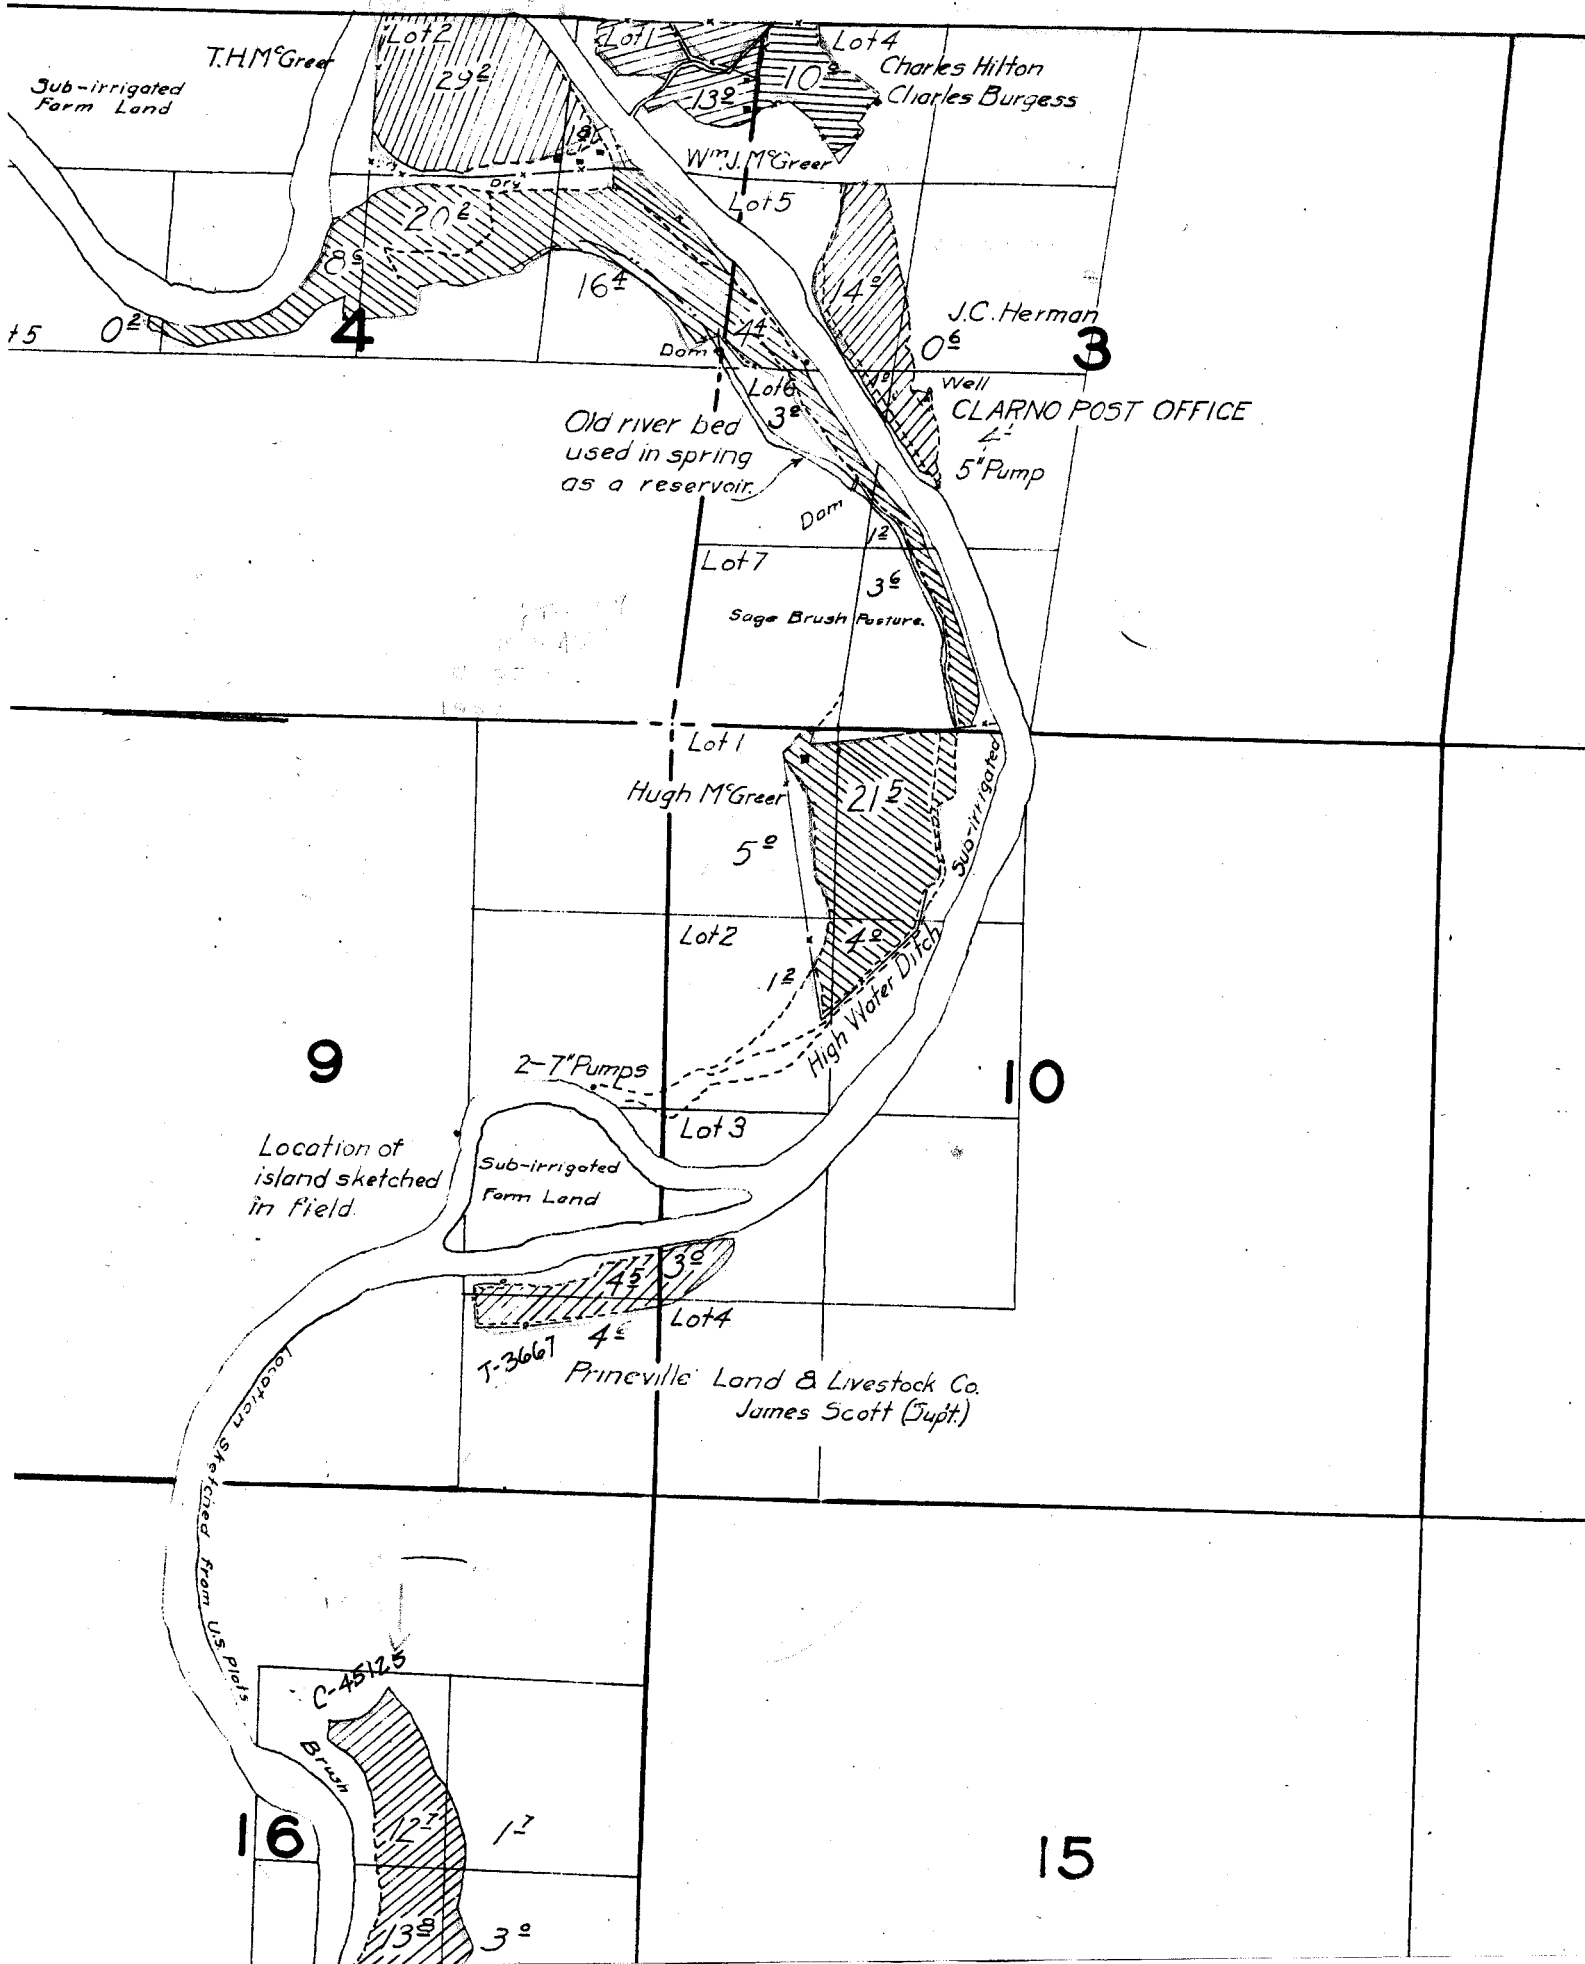 T.H.McGreer
Sub-irrigated
Farm Land
Lot 2
29 2
Lot 1
Lot 4
Charles Hilton
Charles Burgess
10 0
13 0
1 8
Wm. J. McGreer
Dry
Lot 5
20 2
8 5
16 4
14 0
J.C. Herman
0 6
3
t 5
0 2
4
4 4
Dam
Lot 6
3 0
1 0
Well
CLARNO POST OFFICE
5" Pump
Old river bed
used in spring
as a reservoir.
Dam
1 2
Lot 7
3 6
Sage Brush Pasture.
Lot 1
Hugh McGreer
21 5
5 0
Sub-irrigated
Lot 2
4 0
1 2
High Water Ditch
9
10
2-7" Pumps
Lot 3
Location of
island sketched
in field.
Sub-irrigated
Farm Land
3 0
4 5
Lot 4
4 6
T-3667
Prineville Land & Livestock Co.
James Scott (Supt.)
Location sketched from U.S. Plats
C-45125
Brush
16
12 7
1 7
15
13 8
3 0